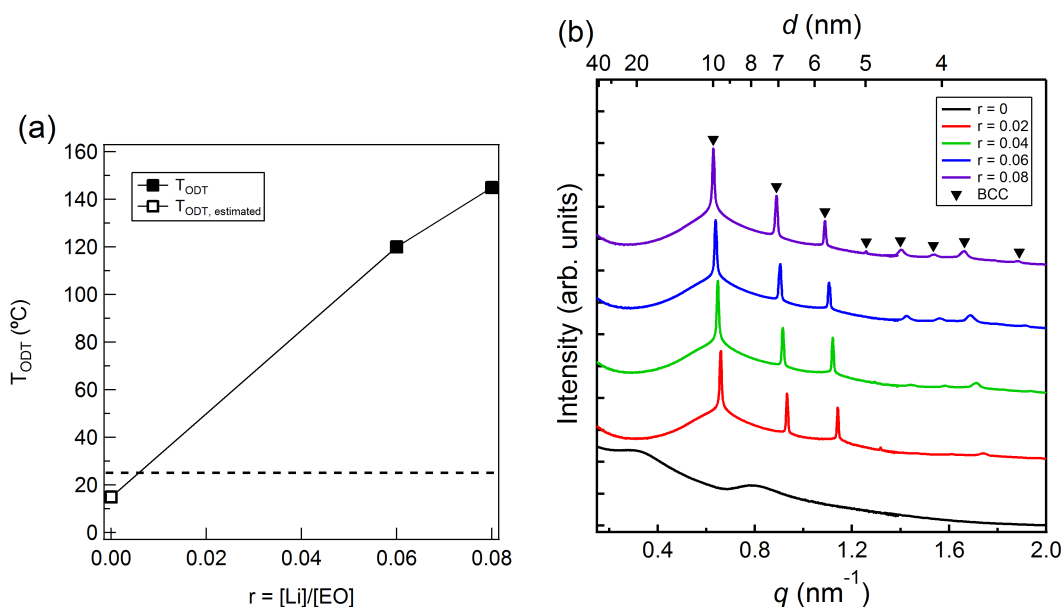 (a)
160
140
120
100
80
60
40
20
0
T_ODT (ºC)
T_ODT
T_ODT, estimated
0.00 0.02 0.04 0.06 0.08
r = [Li]/[EO]
(b)
d (nm)
40 20 10 8 7 6 5 4
Intensity (arb. units)
r = 0
r = 0.02
r = 0.04
r = 0.06
r = 0.08
BCC
0.4 0.8 1.2 1.6 2.0
q (nm⁻¹)